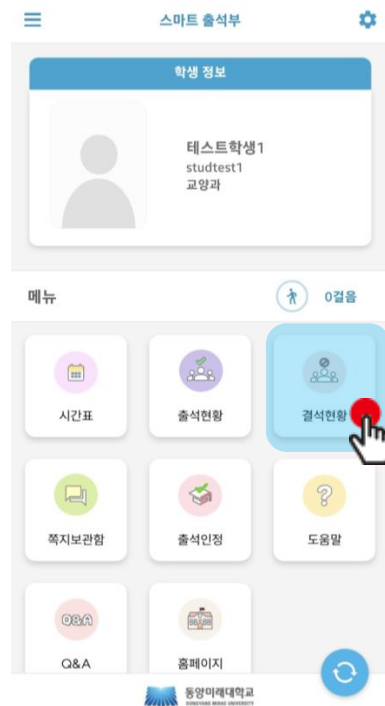 스마트 출석부
학생 정보
테스트학생1
studtest1
교양과
메뉴
0걸음
시간표
출석현황
결석현황
쪽지보관함
출석인정
도움말
Q&A
Q&A
홈페이지
동양미래대학교
DONGYANG MIRAE UNIVERSITY